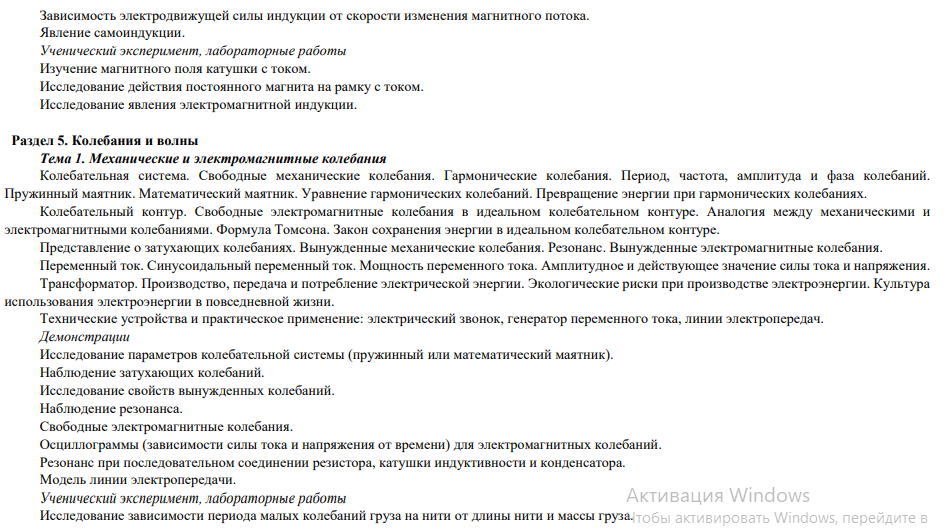 Зависимость электродвижущей силы индукции от скорости изменения магнитного потока.
Явление самоиндукции.
Ученический эксперимент, лабораторные работы
Изучение магнитного поля катушки с током.
Исследование действия постоянного магнита на рамку с током.
Исследование явления электромагнитной индукции.
Раздел 5. Колебания и волны
Тема 1. Механические и электромагнитные колебания
Колебательная система. Свободные механические колебания. Гармонические колебания. Период, частота, амплитуда и фаза колебаний.
Пружинный маятник. Математический маятник. Уравнение гармонических колебаний. Превращение энергии при гармонических колебаниях.
Колебательный контур. Свободные электромагнитные колебания в идеальном колебательном контуре. Аналогия между механическими и
электромагнитными колебаниями. Формула Томсона. Закон сохранения энергии в идеальном колебательном контуре.
Представление о затухающих колебаниях. Вынужденные механические колебания. Резонанс. Вынужденные электромагнитные колебания.
Переменный ток. Синусоидальный переменный ток. Мощность переменного тока. Амплитудное и действующее значение силы тока и напряжения.
Трансформатор. Производство, передача и потребление электрической энергии. Экологические риски при производстве электроэнергии. Культура
использования электроэнергии в повседневной жизни.
Технические устройства и практическое применение: электрический звонок, генератор переменного тока, линии электропередач.
Демонстрации
Исследование параметров колебательной системы (пружинный или математический маятник).
Наблюдение затухающих колебаний.
Исследование свойств вынужденных колебаний.
Наблюдение резонанса.
Свободные электромагнитные колебания.
Осциллограммы (зависимости силы тока и напряжения от времени) для электромагнитных колебаний.
Резонанс при последовательном соединении резистора, катушки индуктивности и конденсатора.
Модель линии электропередачи.
Ученический эксперимент, лабораторные работы
Исследование зависимости периода малых колебаний груза на нити от длины нити и массы груза.
Активация Windows
Чтобы активировать Windows, перейдите в